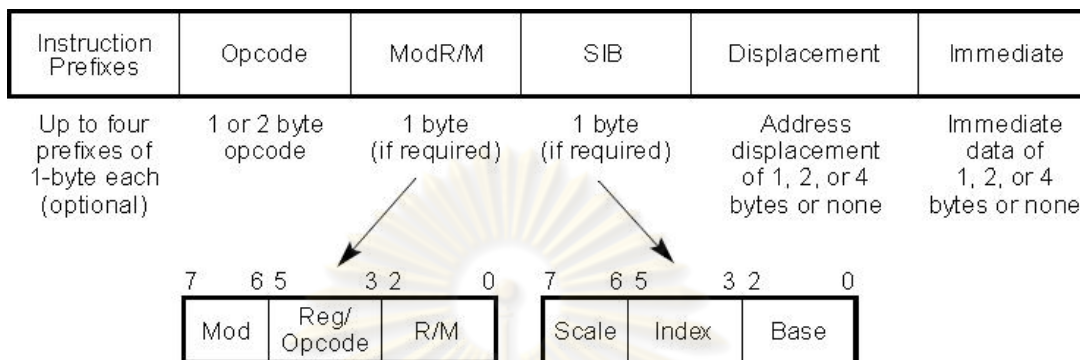 Instruction Prefixes
Opcode
ModR/M
SIB
Displacement
Immediate
Up to four
prefixes of
1-byte each
(optional)
1 or 2 byte
opcode
1 byte
(if required)
1 byte
(if required)
Address
displacement
of 1, 2, or 4
bytes or none
Immediate
data of
1, 2, or 4
bytes or none
7 6 5 3 2 0
Mod
Reg/
Opcode
R/M
7 6 5 3 2 0
Scale
Index
Base